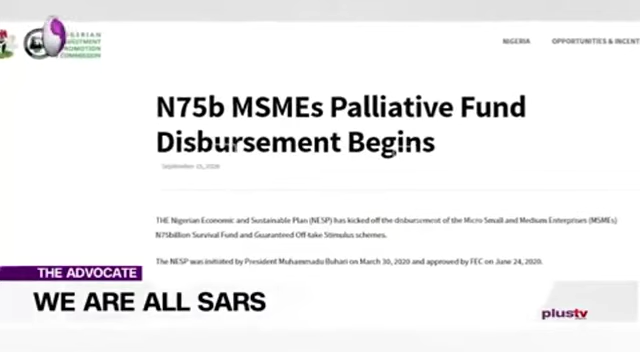 NIGERIAN
INVESTMENT
PROMOTION
COMMISSION
NIGERIA
OPPORTUNITIES & INCENT
N75b MSMEs Palliative Fund
Disbursement Begins
THE Nigerian Economic and Sustainable Plan (NESP) has kicked off the disbursement of the Micro Small and Medium Enterprises (MSMEs)
N75billion Survival Fund and Guaranteed Off-take Stimulus schemes.
The NESP was initiated by President Muhammadu Buhari on March 30, 2020 and approved by FEC on June 24, 2020.
THE ADVOCATE
WE ARE ALL SARS
plustv